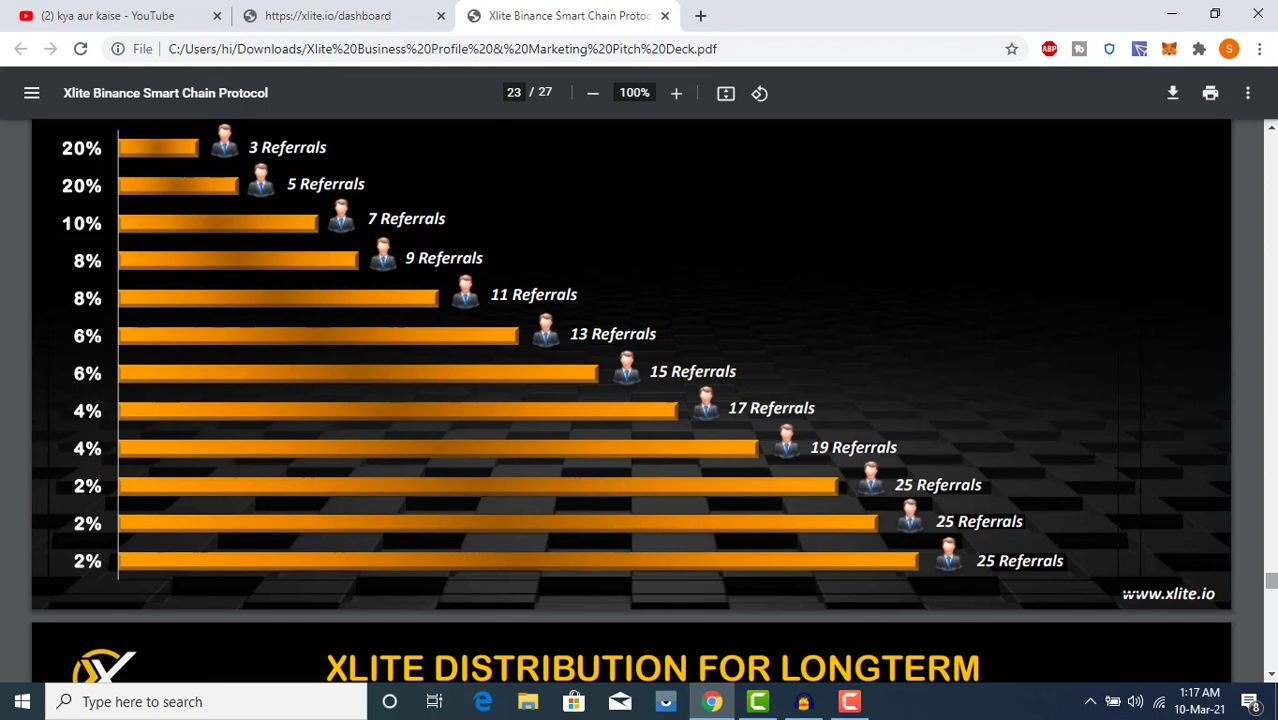 (2) kya aur kaise - YouTube
https://xlite.io/dashboard
Xlite Binance Smart Chain Protoc
File
C:/Users/hi/Downloads/Xlite%20Business%20Profile%20&%20Marketing%20Pitch%20Deck.pdf
ABP
S
Xlite Binance Smart Chain Protocol
23 / 27
100%
20% 3 Referrals
20% 5 Referrals
10% 7 Referrals
8% 9 Referrals
8% 11 Referrals
6% 13 Referrals
6% 15 Referrals
4% 17 Referrals
4% 19 Referrals
2% 25 Referrals
2% 25 Referrals
2% 25 Referrals
www.xlite.io
XLITE DISTRIBUTION FOR LONGTERM
Type here to search
1:17 AM
10-Mar-21
8